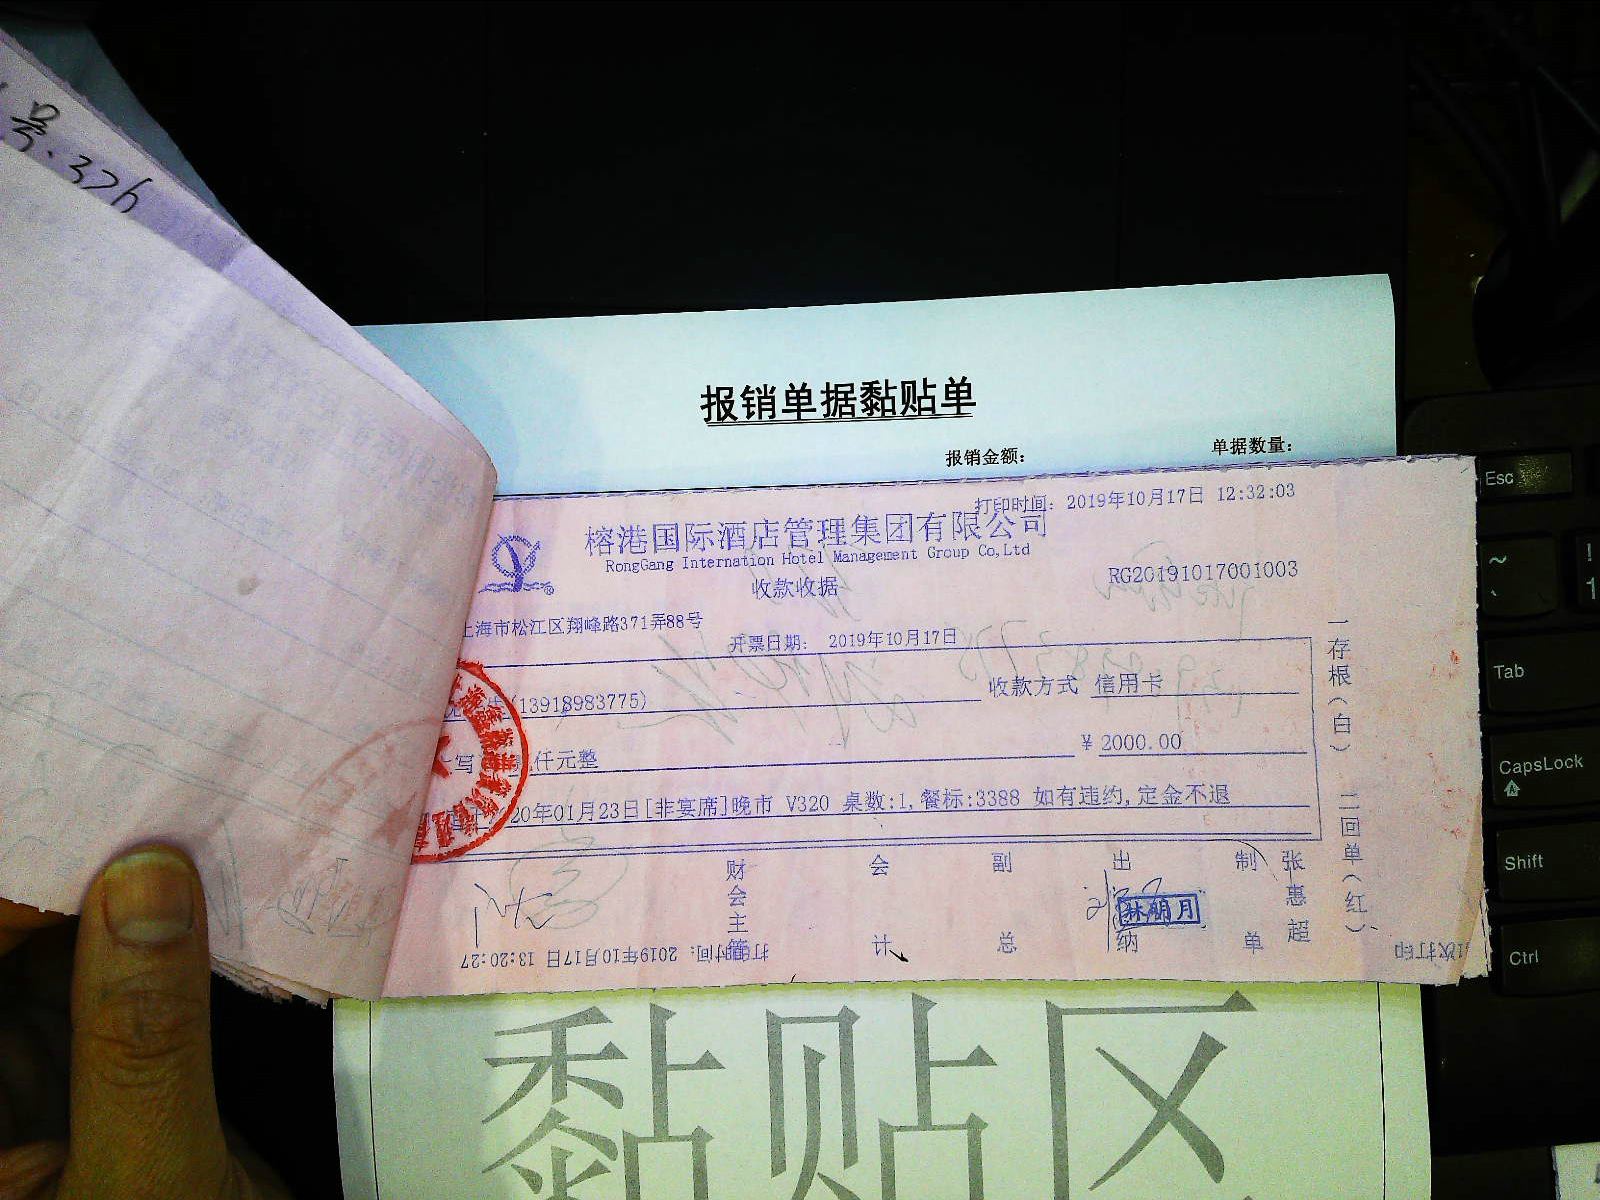 号.376
报销单据黏贴单
报销金额： 单据数量：
打印时间：2019年10月17日 12:32:03
榕港国际酒店管理集团有限公司
RongGang Internation Hotel Management Group Co,Ltd
收款收据
RG20191017001003
上海市松江区翔峰路371弄88号
开票日期： 2019年10月17日
(13918983775) 收款方式 信用卡
写 仟元整 ¥ 2000.00
20年01月23日[非宴席]晚市 V320 桌数:1,餐标:3388 如有违约,定金不退
一存根（白） 二回单（红）
财会主管 会计 副总 出纳 制单 张惠超
林明月
打印时间：2019年10月17日 13:20:27
次打印
黏贴区
Esc
~
`
!
1
Tab
CapsLock
Shift
Ctrl